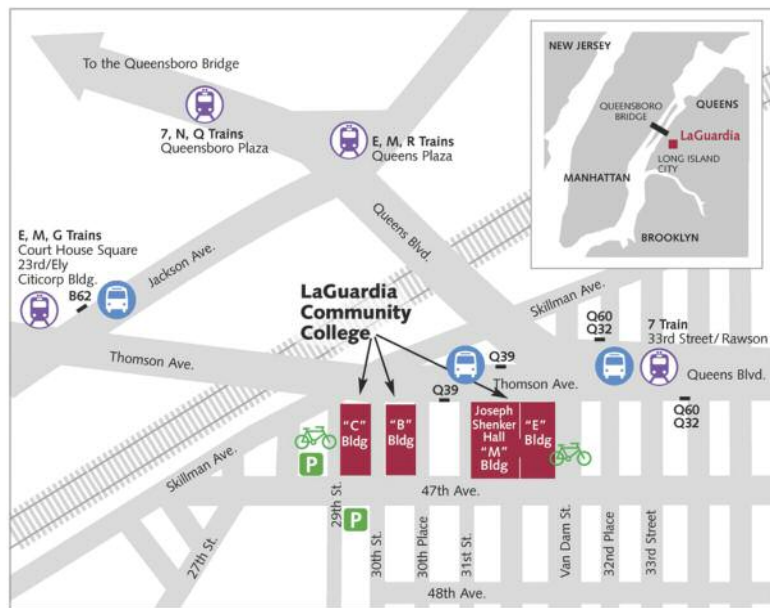 To the Queensboro Bridge
7, N, Q Trains
Queensboro Plaza
E, M, R Trains
Queens Plaza
NEW JERSEY
QUEENSBORO
BRIDGE
QUEENS
LaGuardia
LONG ISLAND
CITY
MANHATTAN
BROOKLYN
E, M, G Trains
Court House Square
23rd/Ely
Citicorp Bldg.
B62
Jackson Ave.
Queens Blvd.
Skillman Ave.
LaGuardia
Community
College
Thomson Ave.
Q39
Q39
Thomson Ave.
Q60
Q32
7 Train
33rd Street/ Rawson
Queens Blvd.
Q60
Q32
"C"
Bldg
"B"
Bldg
Joseph
Shenker
Hall
"M"
Bldg
"E"
Bldg
P
P
Skillman Ave.
47th Ave.
27th St.
29th St.
30th St.
30th Place
31st St.
Van Dam St.
32nd Place
33rd Street
48th Ave.